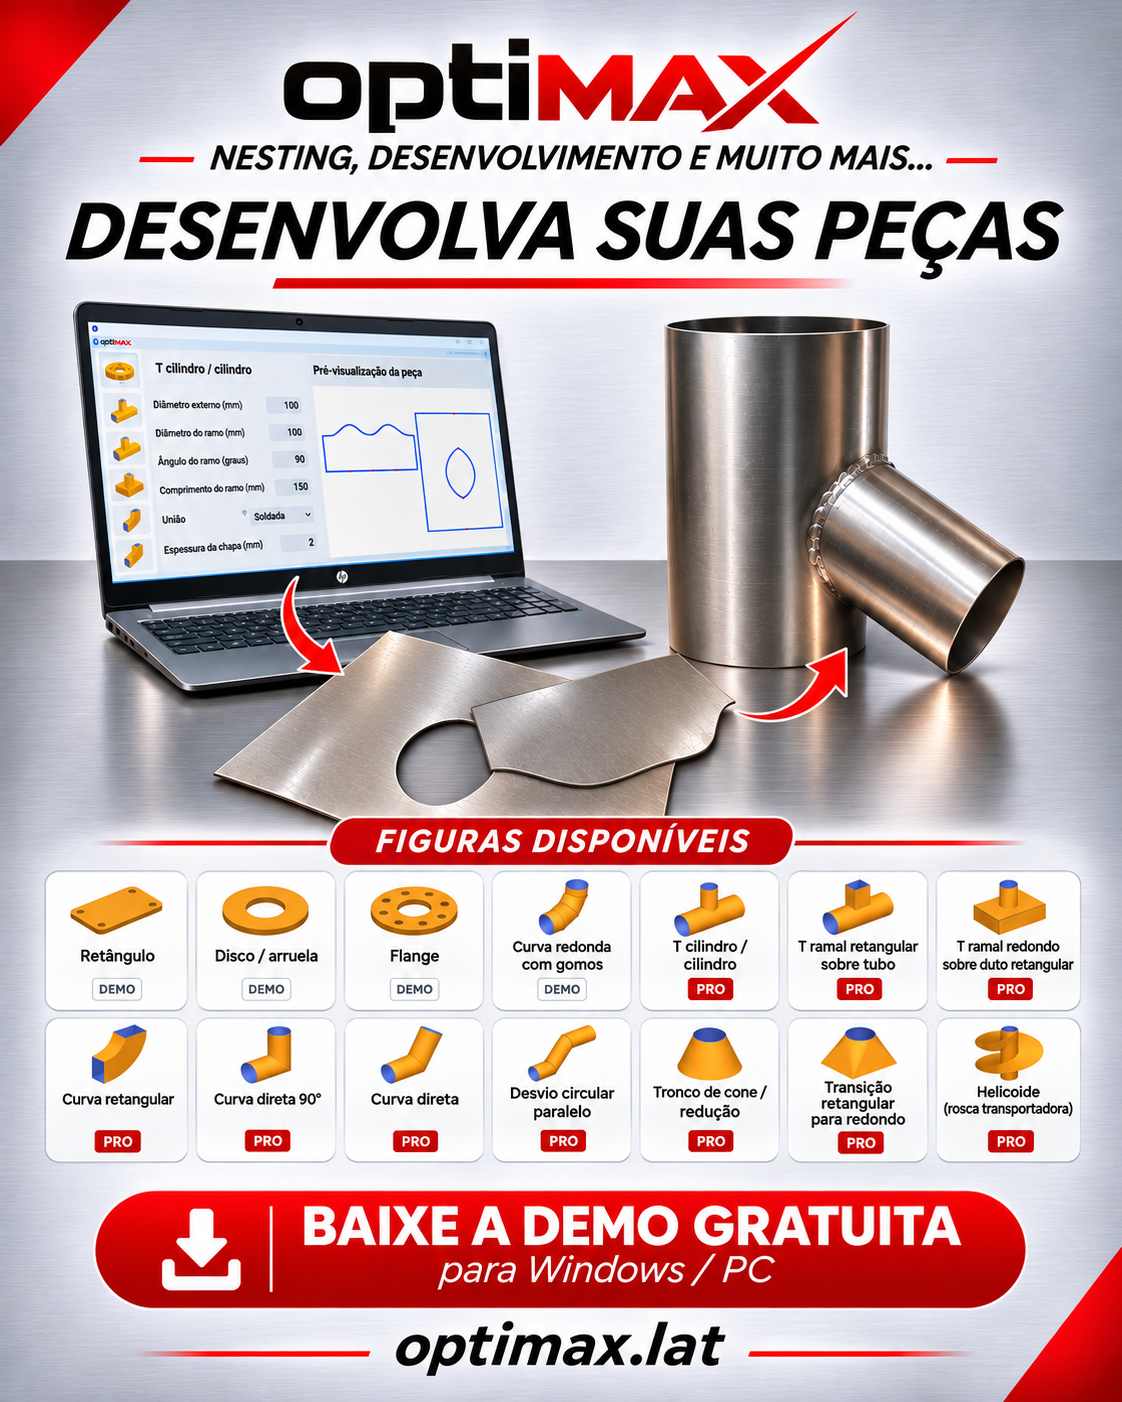 optiMAX
NESTING, DESENVOLVIMENTO E MUITO MAIS...
DESENVOLVA SUAS PEÇAS
optiMAX
T cilindro / cilindro
Pré-visualização da peça
Diâmetro externo (mm) 100
Diâmetro do ramo (mm) 100
Ângulo do ramo (graus) 90
Comprimento do ramo (mm) 150
União Soldada
Espessura da chapa (mm) 2
hp
FIGURAS DISPONÍVEIS
Retângulo
DEMO
Disco / arruela
DEMO
Flange
DEMO
Curva redonda
com gomos
DEMO
T cilindro /
cilindro
PRO
T ramal retangular
sobre tubo
PRO
T ramal redondo
sobre duto retangular
PRO
Curva retangular
PRO
Curva direta 90°
PRO
Curva direta
PRO
Desvio circular
paralelo
PRO
Tronco de cone /
redução
PRO
Transição
retangular
para redondo
PRO
Helicoide
(rosca transportadora)
PRO
BAIXE A DEMO GRATUITA
para Windows / PC
optimax.lat